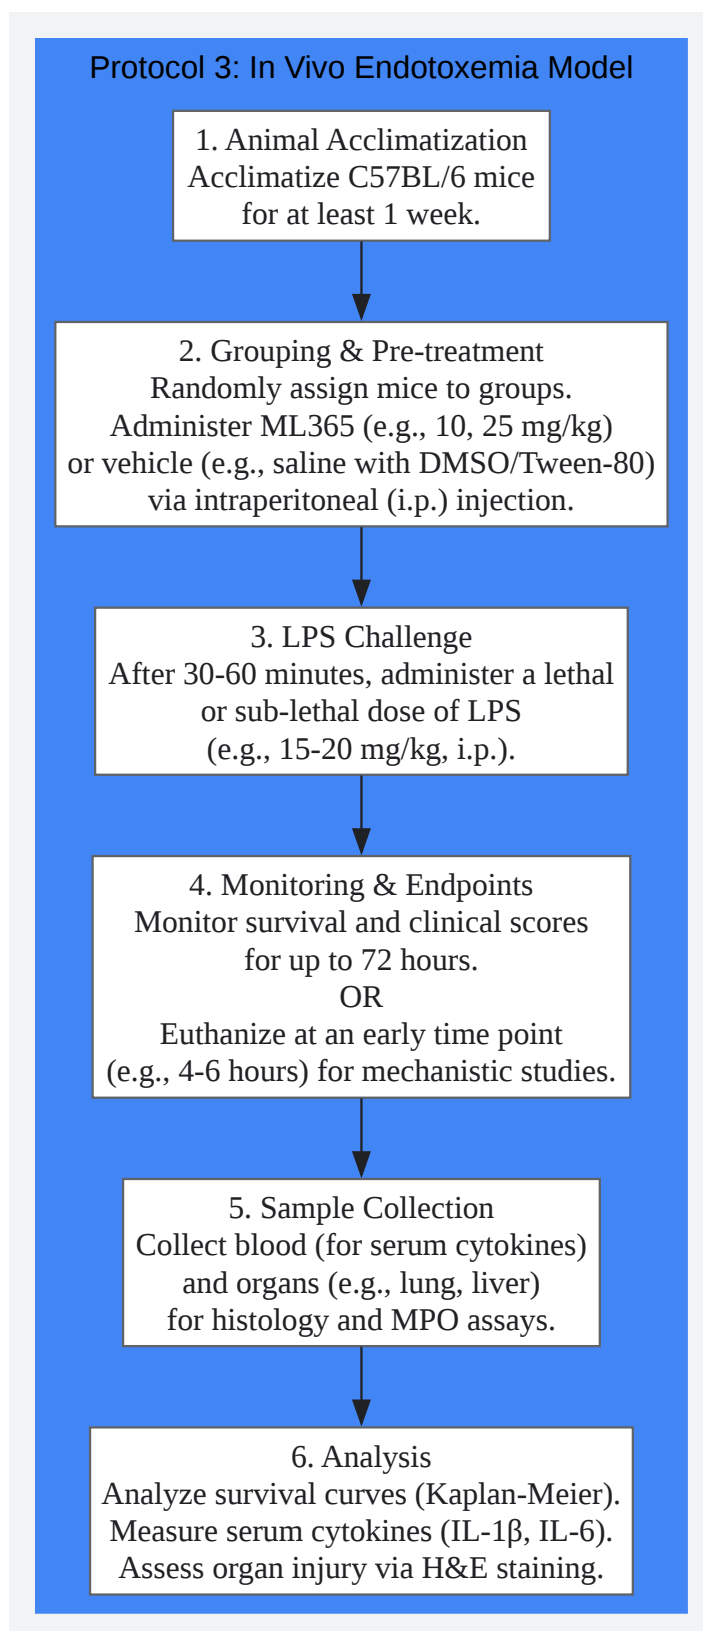 Protocol 3: In Vivo Endotoxemia Model
1. Animal Acclimatization
Acclimatize C57BL/6 mice
for at least 1 week.
2. Grouping & Pre-treatment
Randomly assign mice to groups.
Administer ML365 (e.g., 10, 25 mg/kg)
or vehicle (e.g., saline with DMSO/Tween-80)
via intraperitoneal (i.p.) injection.
3. LPS Challenge
After 30-60 minutes, administer a lethal
or sub-lethal dose of LPS
(e.g., 15-20 mg/kg, i.p.).
4. Monitoring & Endpoints
Monitor survival and clinical scores
for up to 72 hours.
OR
Euthanize at an early time point
(e.g., 4-6 hours) for mechanistic studies.
5. Sample Collection
Collect blood (for serum cytokines)
and organs (e.g., lung, liver)
for histology and MPO assays.
6. Analysis
Analyze survival curves (Kaplan-Meier).
Measure serum cytokines (IL-1β, IL-6).
Assess organ injury via H&E staining.